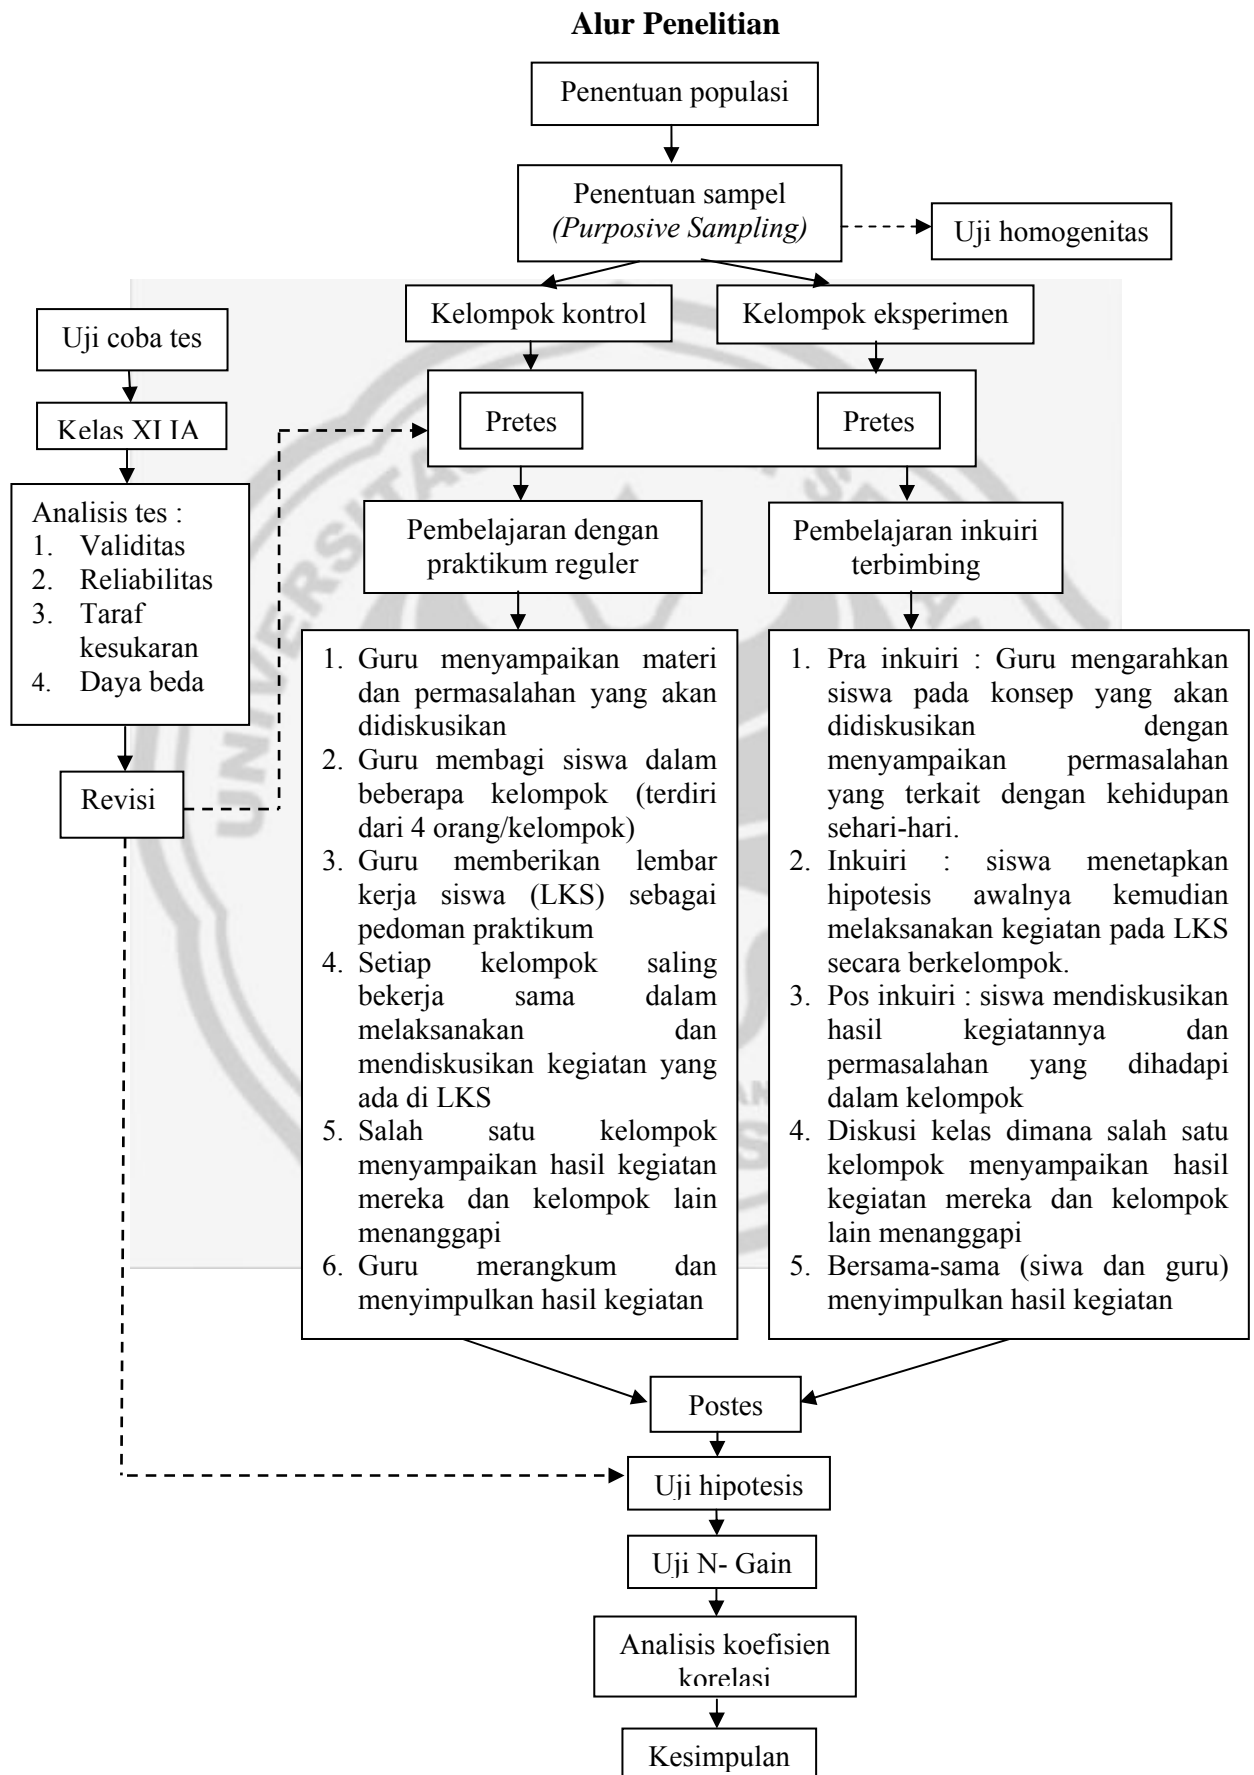 Alur Penelitian
Penentuan populasi
Penentuan sampel
(Purposive Sampling)
Uji homogenitas
Kelompok kontrol
Kelompok eksperimen
Uji coba tes
Kelas XI IA
Analisis tes :
1. Validitas
2. Reliabilitas
3. Taraf
kesukaran
4. Daya beda
Revisi
Pretes
Pretes
Pembelajaran dengan
praktikum reguler
Pembelajaran inkuiri
terbimbing
1. Guru menyampaikan materi
dan permasalahan yang akan
didiskusikan
2. Guru membagi siswa dalam
beberapa kelompok (terdiri
dari 4 orang/kelompok)
3. Guru memberikan lembar
kerja siswa (LKS) sebagai
pedoman praktikum
4. Setiap kelompok saling
bekerja sama dalam
melaksanakan dan
mendiskusikan kegiatan yang
ada di LKS
5. Salah satu kelompok
menyampaikan hasil kegiatan
mereka dan kelompok lain
menanggapi
6. Guru merangkum dan
menyimpulkan hasil kegiatan
1. Pra inkuiri : Guru mengarahkan
siswa pada konsep yang akan
didiskusikan dengan
menyampaikan permasalahan
yang terkait dengan kehidupan
sehari-hari.
2. Inkuiri : siswa menetapkan
hipotesis awalnya kemudian
melaksanakan kegiatan pada LKS
secara berkelompok.
3. Pos inkuiri : siswa mendiskusikan
hasil kegiatannya dan
permasalahan yang dihadapi
dalam kelompok
4. Diskusi kelas dimana salah satu
kelompok menyampaikan hasil
kegiatan mereka dan kelompok
lain menanggapi
5. Bersama-sama (siwa dan guru)
menyimpulkan hasil kegiatan
Postes
Uji hipotesis
Uji N- Gain
Analisis koefisien
korelasi
Kesimpulan